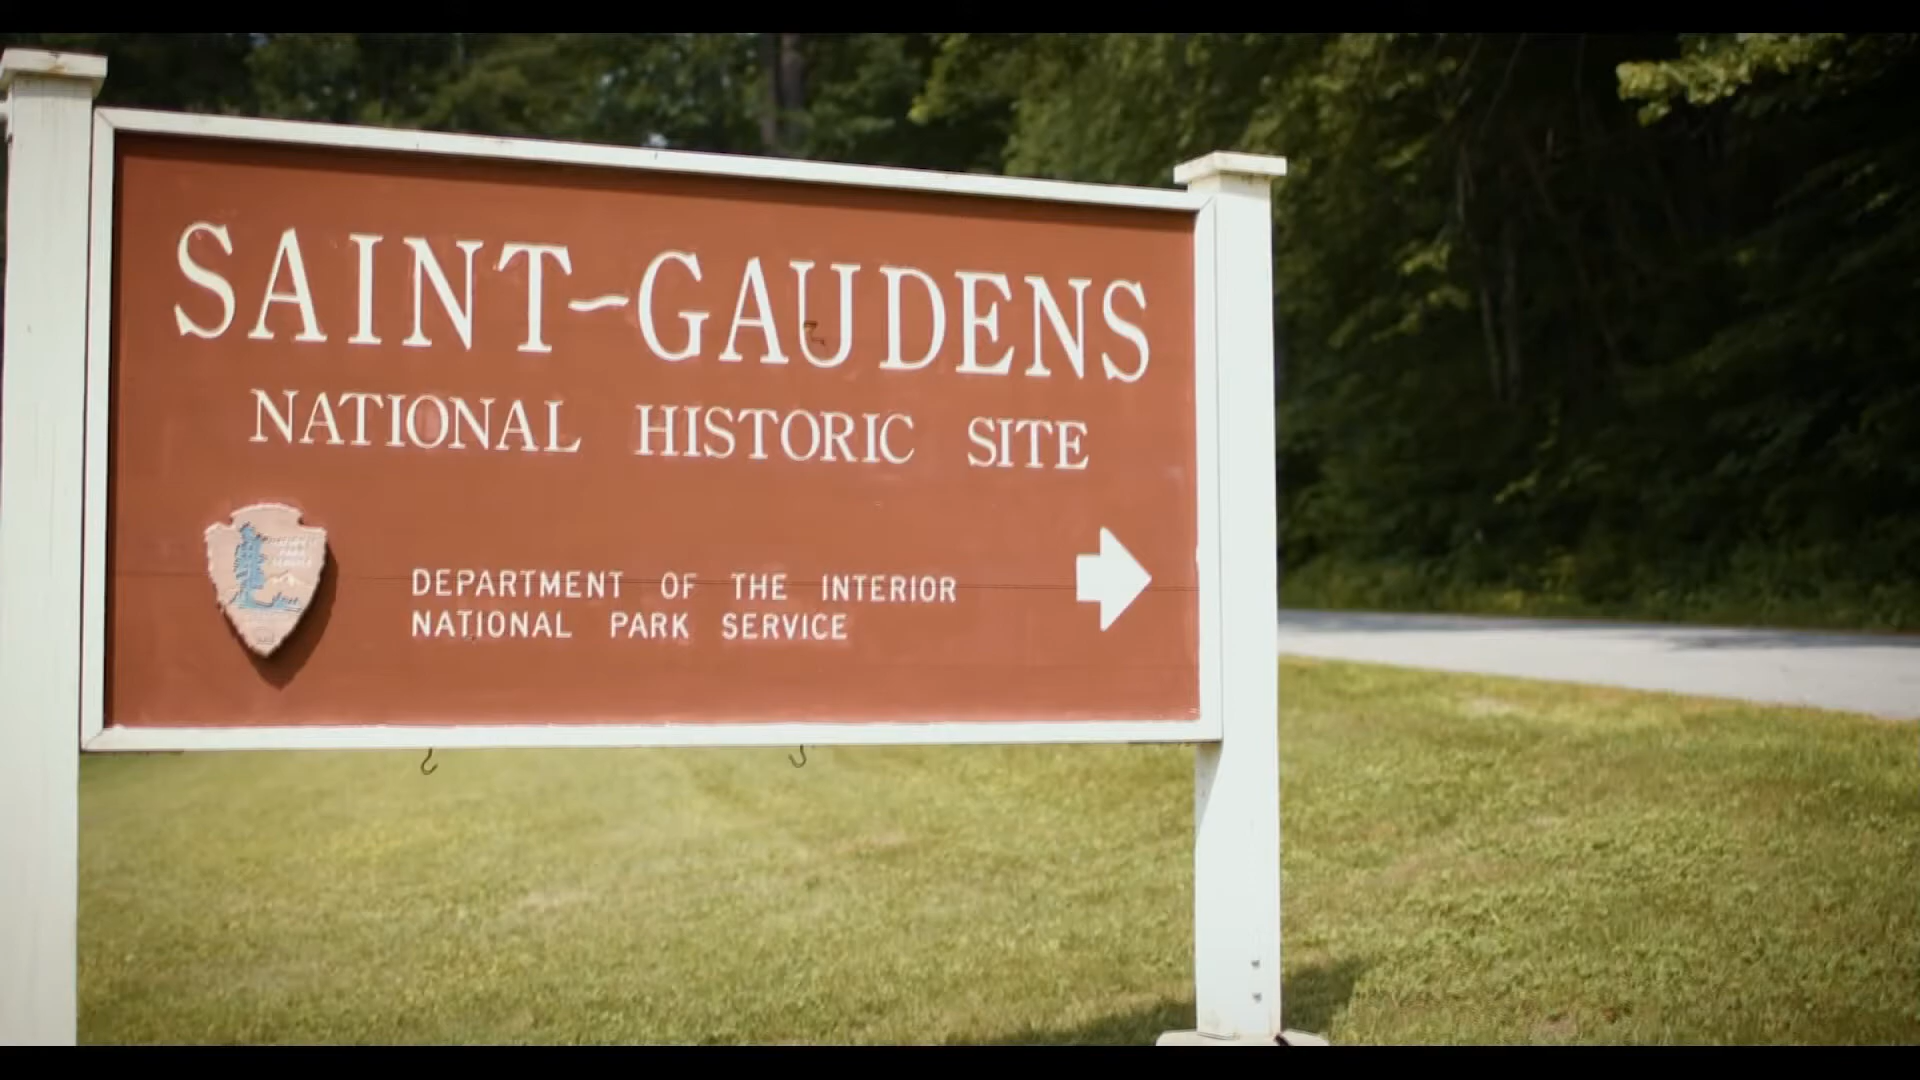 SAINT-GAUDENS
NATIONAL HISTORIC SITE
DEPARTMENT OF THE INTERIOR
NATIONAL PARK SERVICE